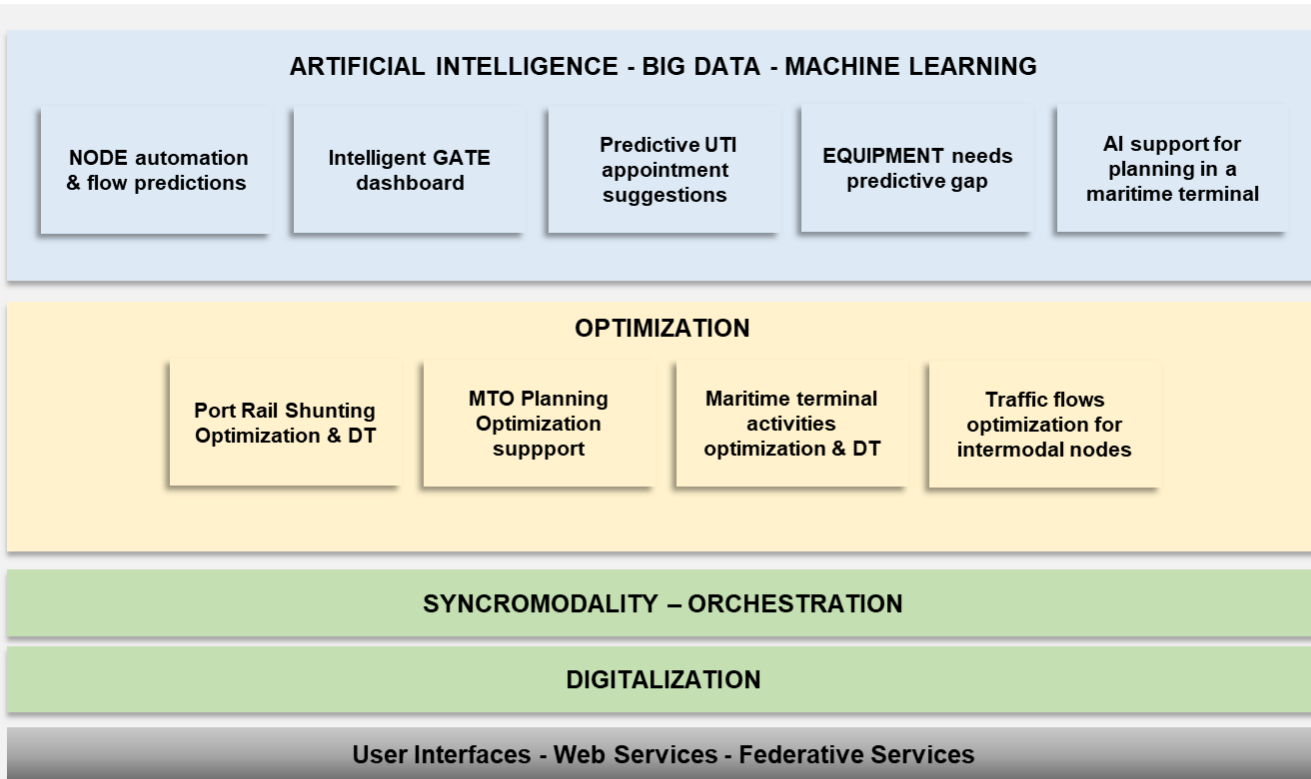 ARTIFICIAL INTELLIGENCE - BIG DATA - MACHINE LEARNING
NODE automation
& flow predictions
Intelligent GATE
dashboard
Predictive UTI
appointment
suggestions
EQUIPMENT needs
predictive gap
AI support for
planning in a
maritime terminal
OPTIMIZATION
Port Rail Shunting
Optimization & DT
MTO Planning
Optimization
suppport
Maritime terminal
activities
optimization & DT
Traffic flows
optimization for
intermodal nodes
SYNCROMODALITY – ORCHESTRATION
DIGITALIZATION
User Interfaces - Web Services - Federative Services